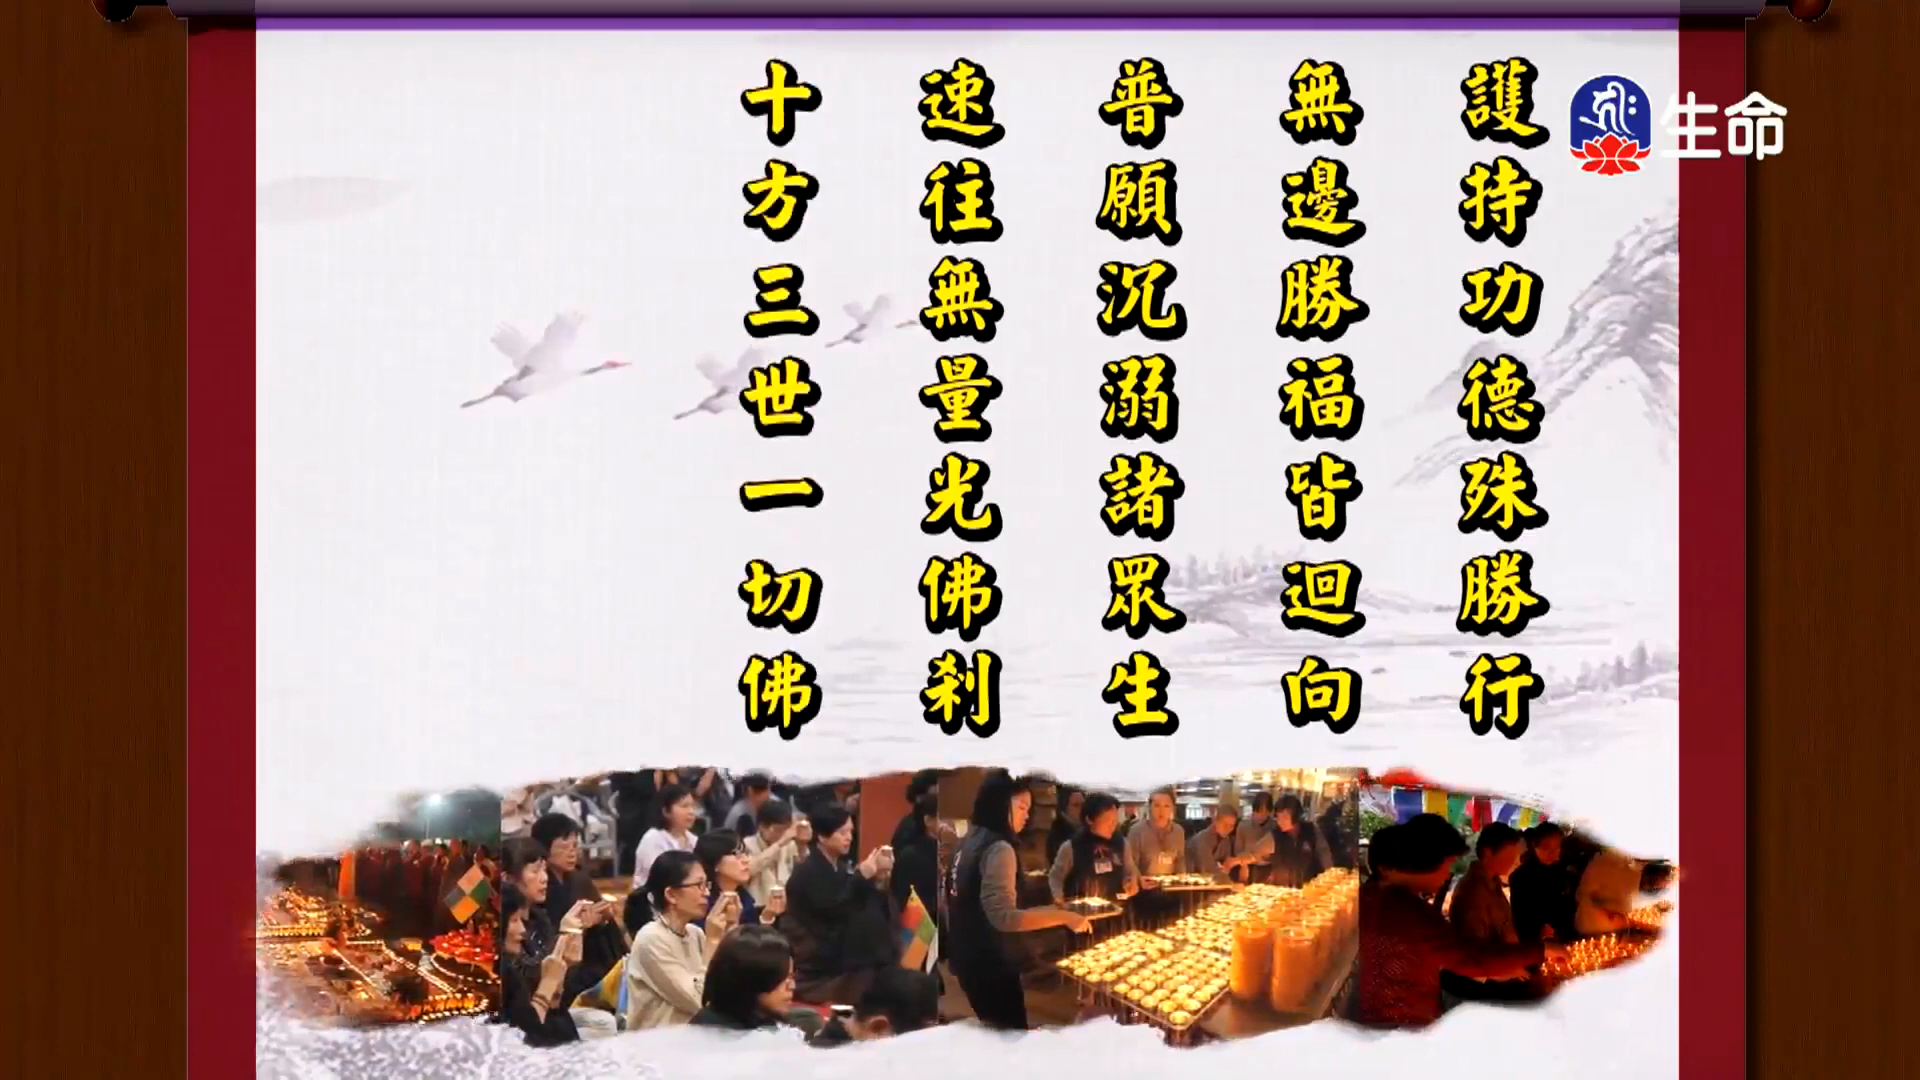 護持功德殊勝行
無邊勝福皆迴向
普願沉溺諸眾生
速往無量光佛剎
十方三世一切佛
生命